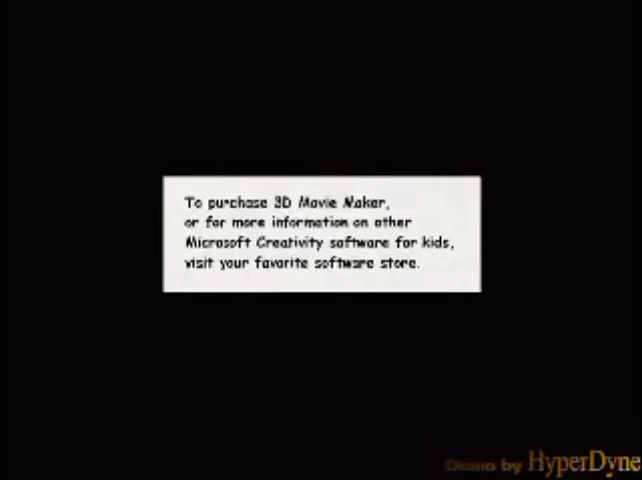 To purchase 3D Movie Maker,
or for more information on other
Microsoft Creativity software for kids,
visit your favorite software store.
Demo by HyperDyne